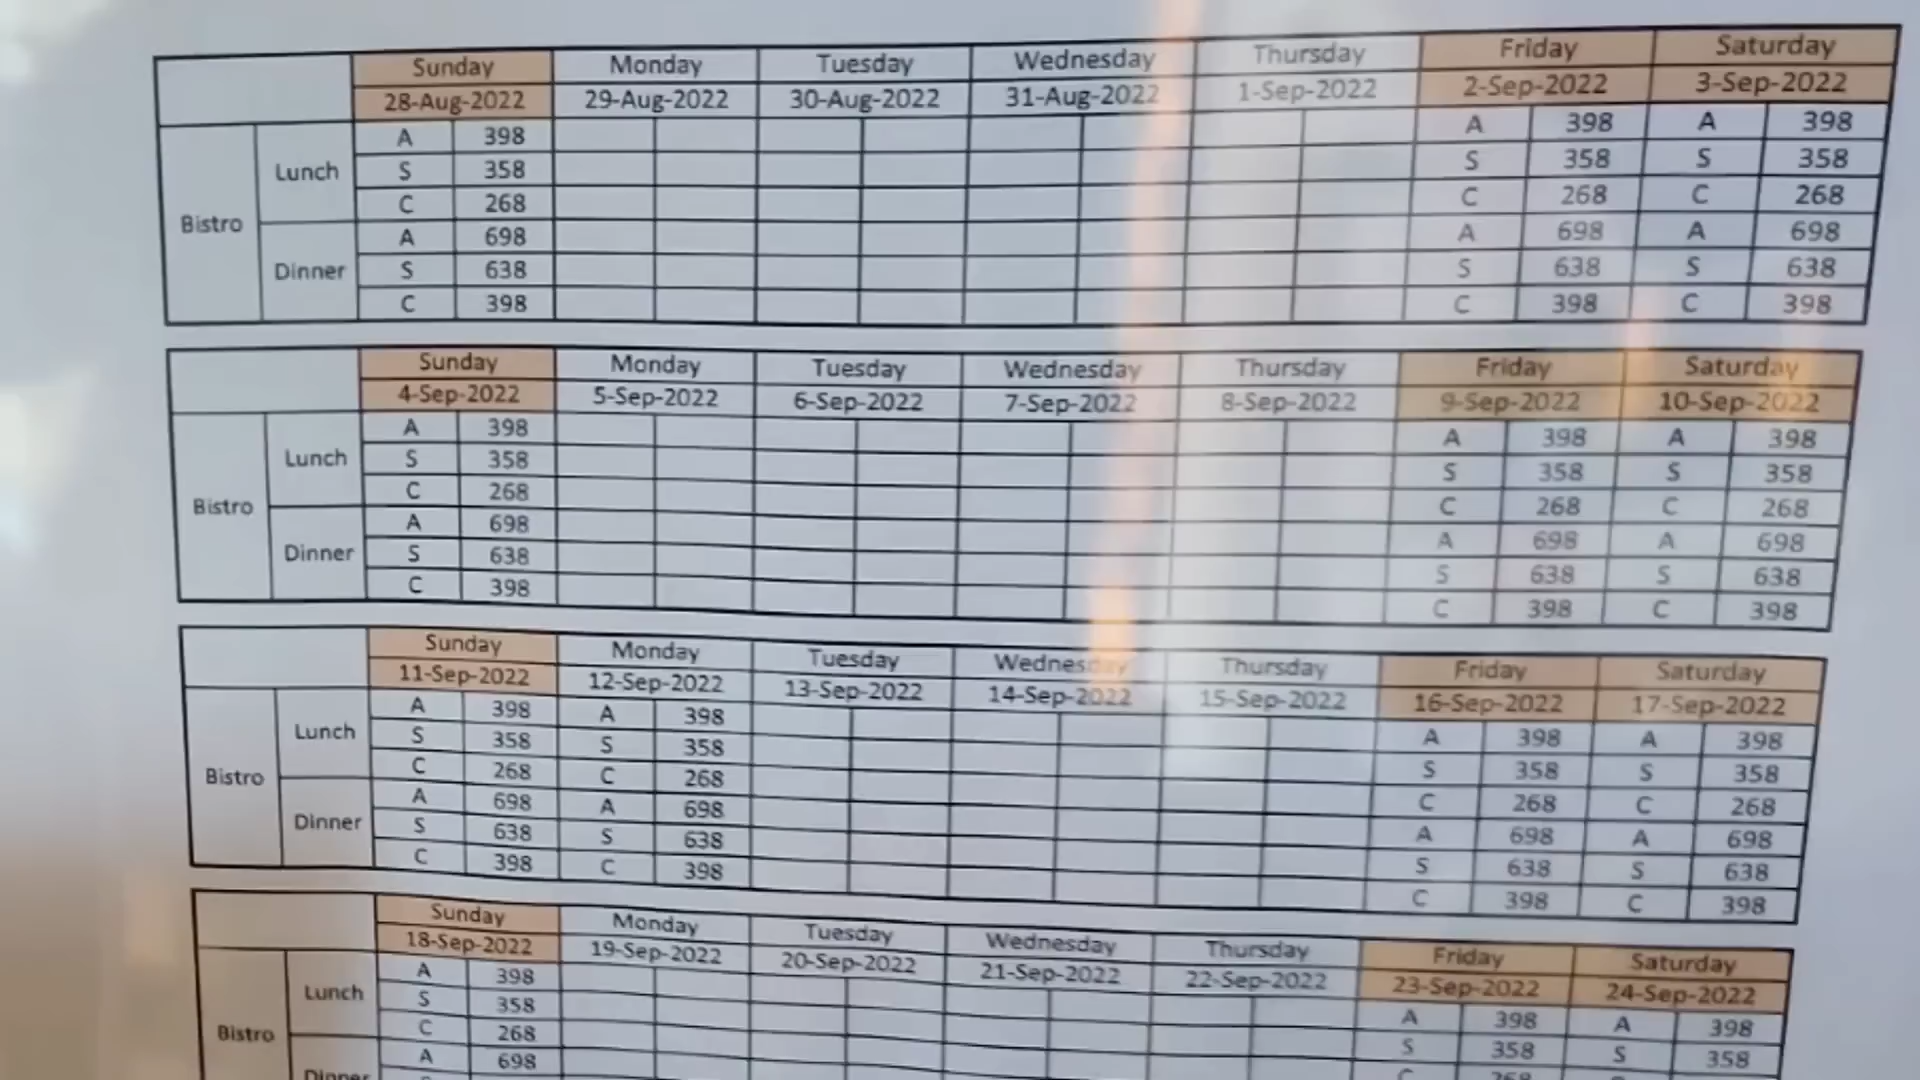 Sunday Monday Tuesday Wednesday Thursday Friday Saturday
28-Aug-2022 29-Aug-2022 30-Aug-2022 31-Aug-2022 1-Sep-2022 2-Sep-2022 3-Sep-2022
Bistro Lunch A 398 A 398 A 398
S 358 S 358 S 358
C 268 C 268 C 268
Dinner A 698 A 698 A 698
S 638 S 638 S 638
C 398 C 398 C 398
Sunday Monday Tuesday Wednesday Thursday Friday Saturday
4-Sep-2022 5-Sep-2022 6-Sep-2022 7-Sep-2022 8-Sep-2022 9-Sep-2022 10-Sep-2022
Bistro Lunch A 398 A 398 A 398
S 358 S 358 S 358
C 268 C 268 C 268
Dinner A 698 A 698 A 698
S 638 S 638 S 638
C 398 C 398 C 398
Sunday Monday Tuesday Wednesday Thursday Friday Saturday
11-Sep-2022 12-Sep-2022 13-Sep-2022 14-Sep-2022 15-Sep-2022 16-Sep-2022 17-Sep-2022
Bistro Lunch A 398 A 398 A 398 A 398
S 358 S 358 S 358 S 358
C 268 C 268 C 268 C 268
Dinner A 698 A 698 A 698 A 698
S 638 S 638 S 638 S 638
C 398 C 398 C 398 C 398
Sunday Monday Tuesday Wednesday Thursday Friday Saturday
18-Sep-2022 19-Sep-2022 20-Sep-2022 21-Sep-2022 22-Sep-2022 23-Sep-2022 24-Sep-2022
Bistro Lunch A 398 A 398 A 398
S 358 S 358 S 358
C 268 C 268
Dinner A 698